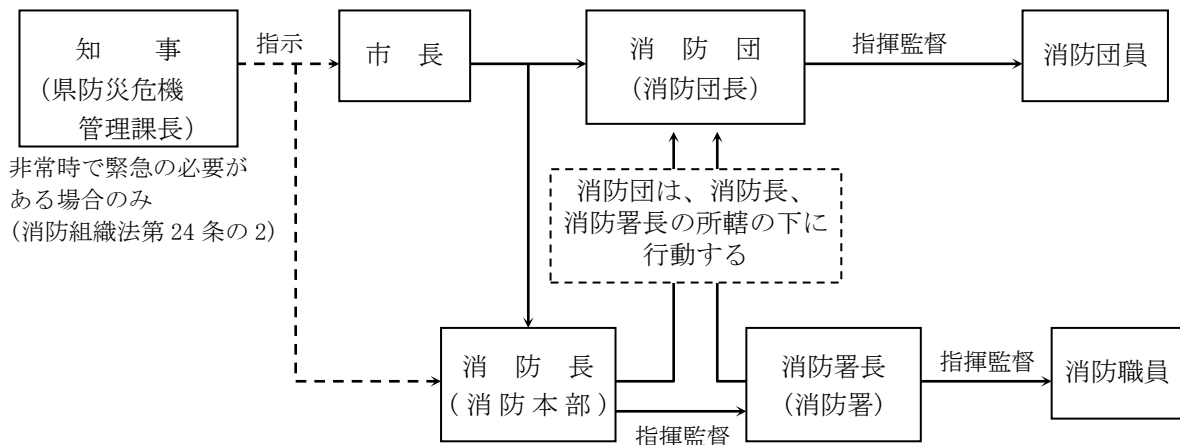 知　事
（県防災危機
管理課長）
指示
市 長
消 防 団
（消防団長）
指揮監督
消防団員
非常時で緊急の必要が
ある場合のみ
（消防組織法第 24 条の 2）
消防団は、消防長、
消防署長の所轄の下に
行動する
消 防 長
（消防本部）
指揮監督
消防署長
（消防署）
指揮監督
消防職員